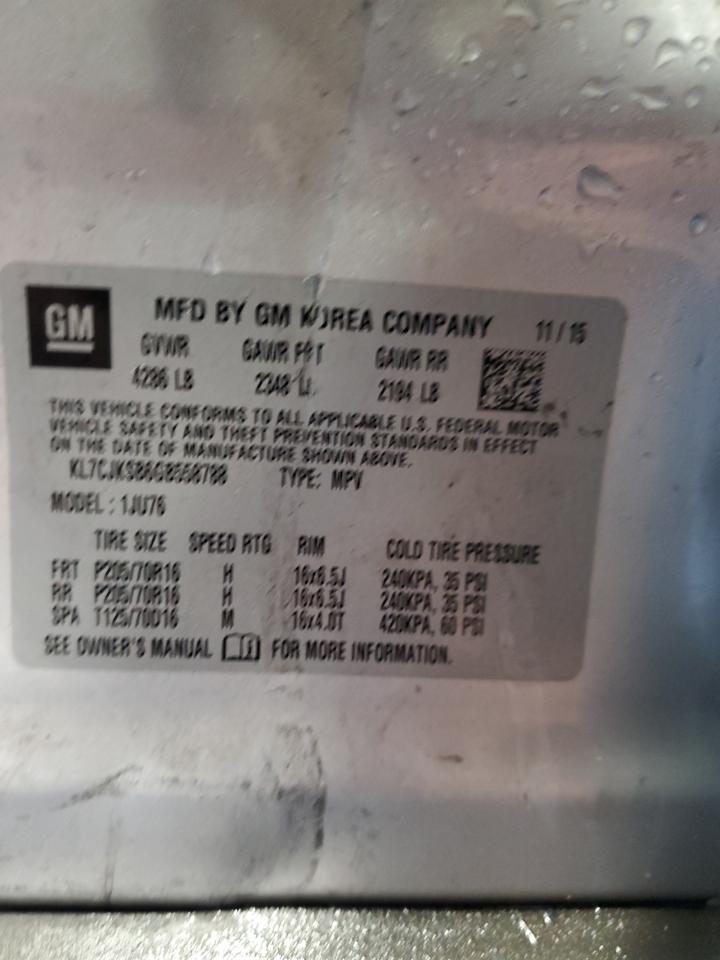 GM
MFD BY GM KOREA COMPANY 11/15
GVWR GAWR FRT GAWR RR
4286 LB 2348 LB 2194 LB
THIS VEHICLE CONFORMS TO ALL APPLICABLE U.S. FEDERAL MOTOR
VEHICLE SAFETY AND THEFT PREVENTION STANDARDS IN EFFECT
ON THE DATE OF MANUFACTURE SHOWN ABOVE.
TYPE: MPV
MODEL : 1JU76
TIRE SIZE SPEED RTG RIM COLD TIRE PRESSURE
FRT P205/70R16 H 16x6.5J 240KPA, 35 PSI
RR P205/70R16 H 16x6.5J 240KPA, 35 PSI
SPA T125/70D16 M 16x4.0T 420KPA, 60 PSI
SEE OWNER'S MANUAL FOR MORE INFORMATION.